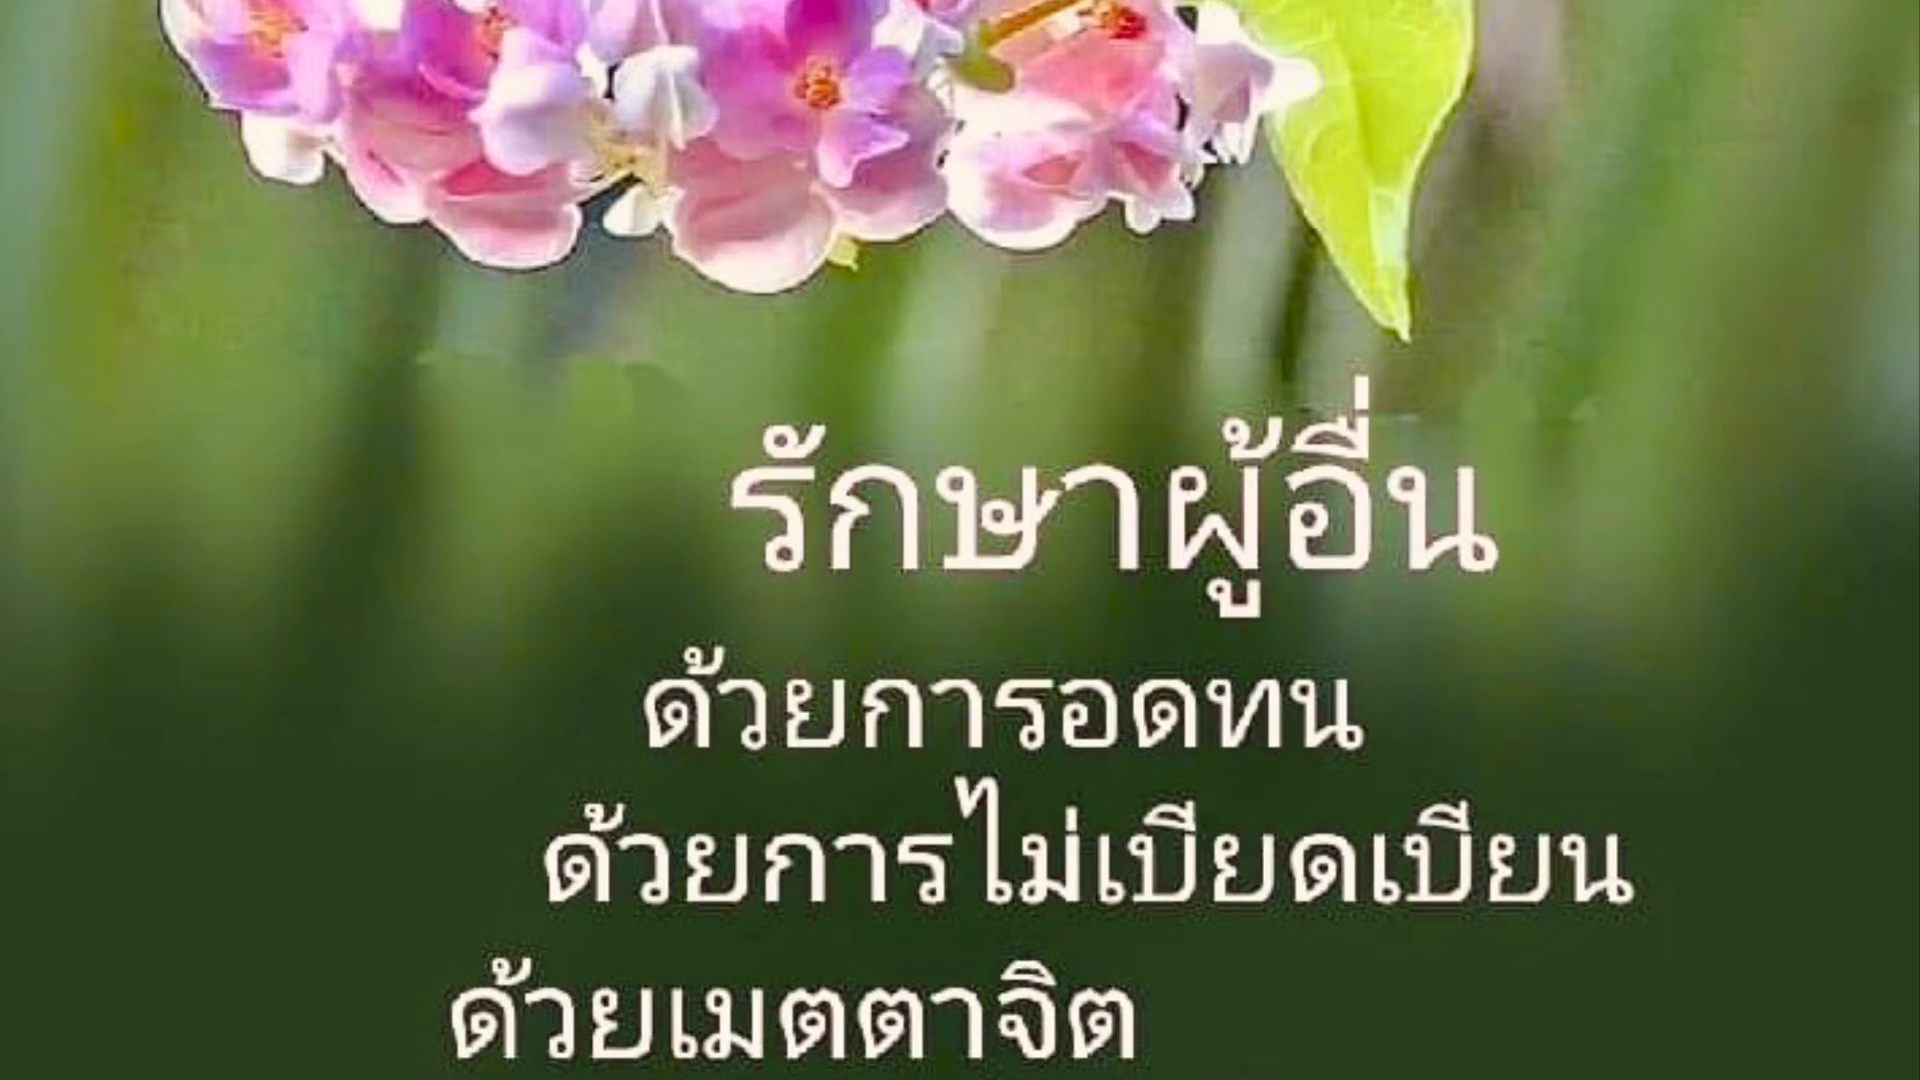 รักษาผู้อื่น
ด้วยการอดทน
ด้วยการไม่เบียดเบียน
ด้วยเมตตาจิต